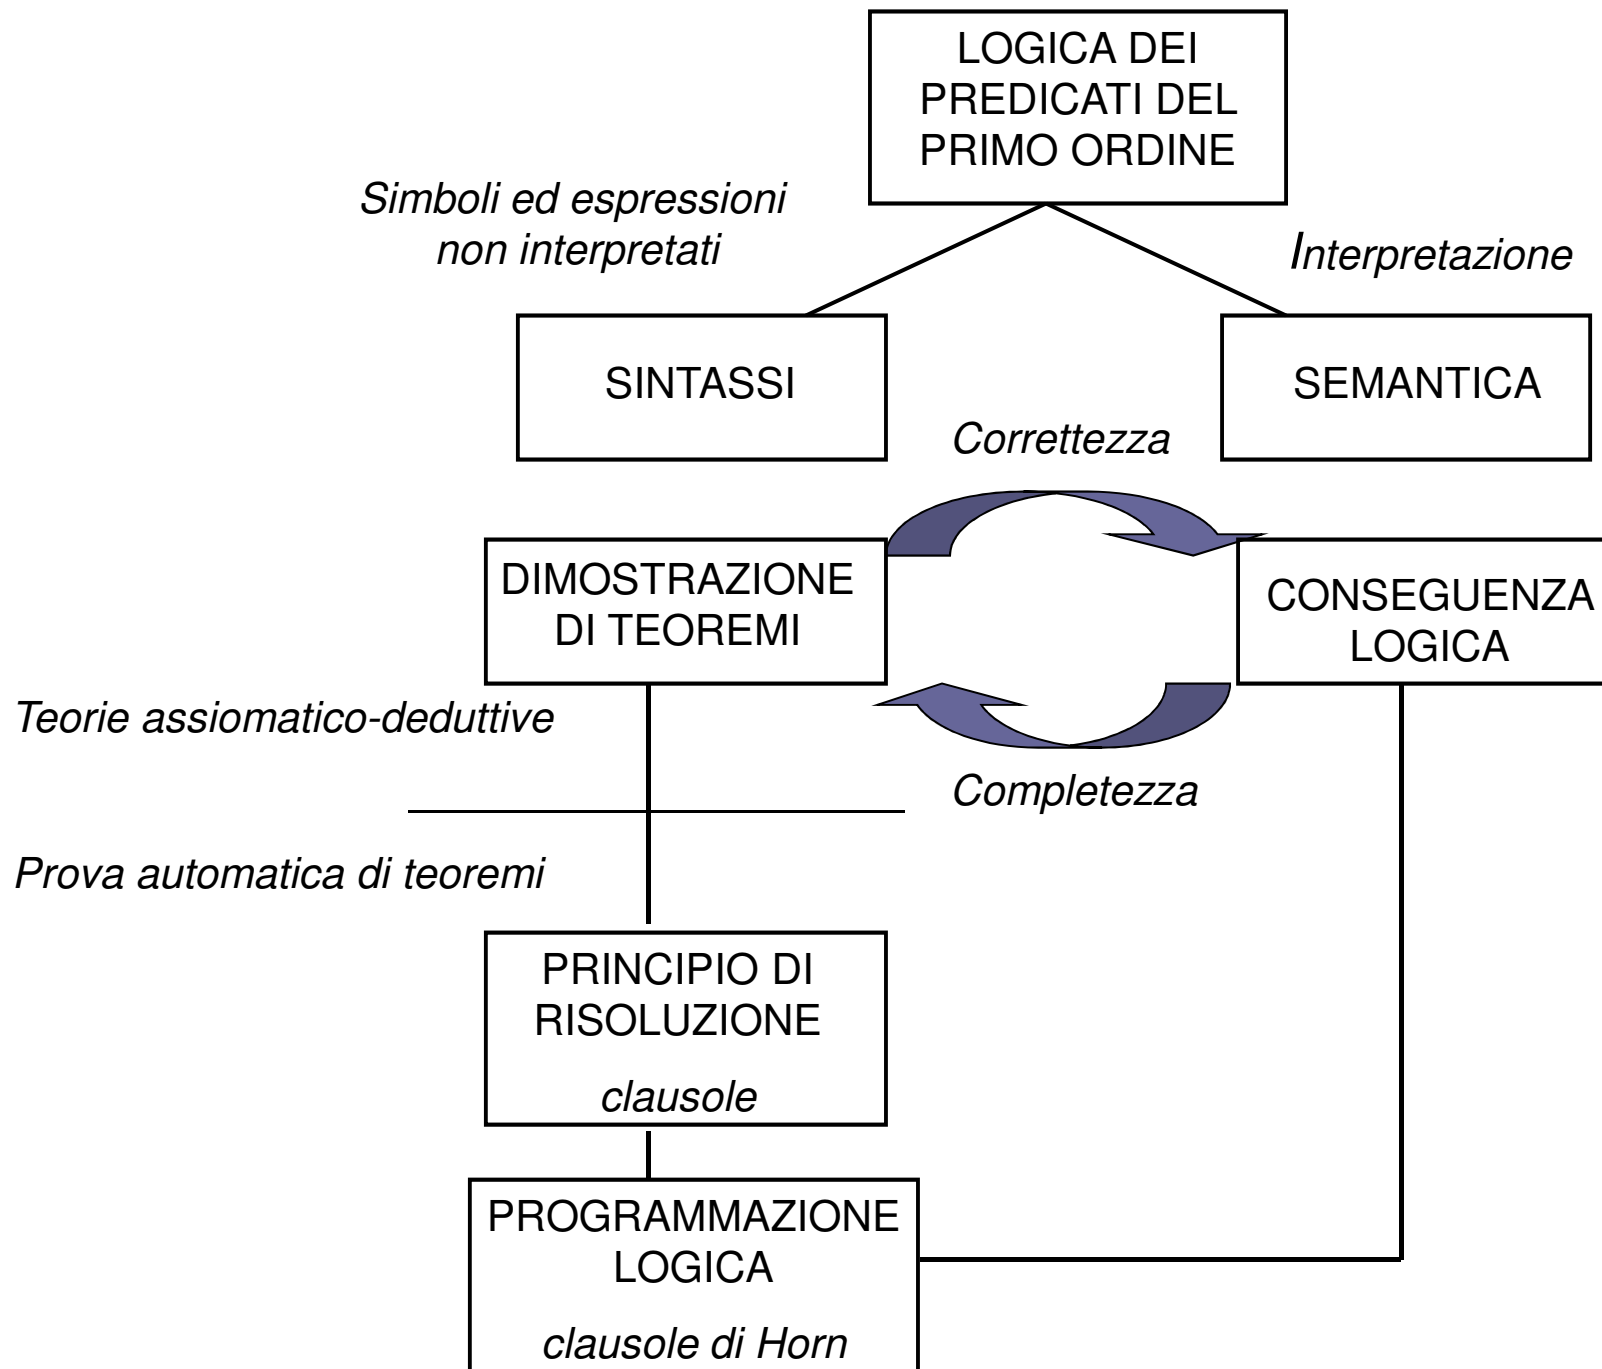 LOGICA DEI
PREDICATI DEL
PRIMO ORDINE
Simboli ed espressioni
non interpretati
Interpretazione
SINTASSI
SEMANTICA
Correttezza
DIMOSTRAZIONE
DI TEOREMI
CONSEGUENZA
LOGICA
Teorie assiomatico-deduttive
Completezza
Prova automatica di teoremi
PRINCIPIO DI
RISOLUZIONE
clausole
PROGRAMMAZIONE
LOGICA
clausole di Horn